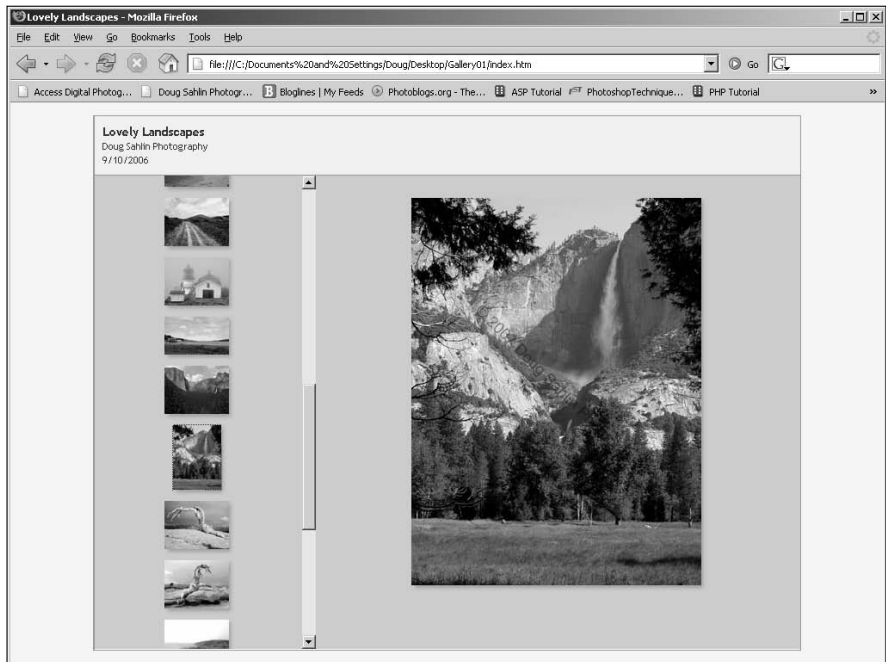 Lovely Landscapes - Mozilla Firefox
File Edit View Go Bookmarks Tools Help
file:///C:/Documents%20and%20Settings/Doug/Desktop/Gallery01/index.htm
Go
G
Access Digital Photog... Doug Sahlin Photogr... B Bloglines | My Feeds Photoblogs.org - The... ASP Tutorial PhotoshopTechnique... PHP Tutorial »
Lovely Landscapes
Doug Sahlin Photography
9/10/2006